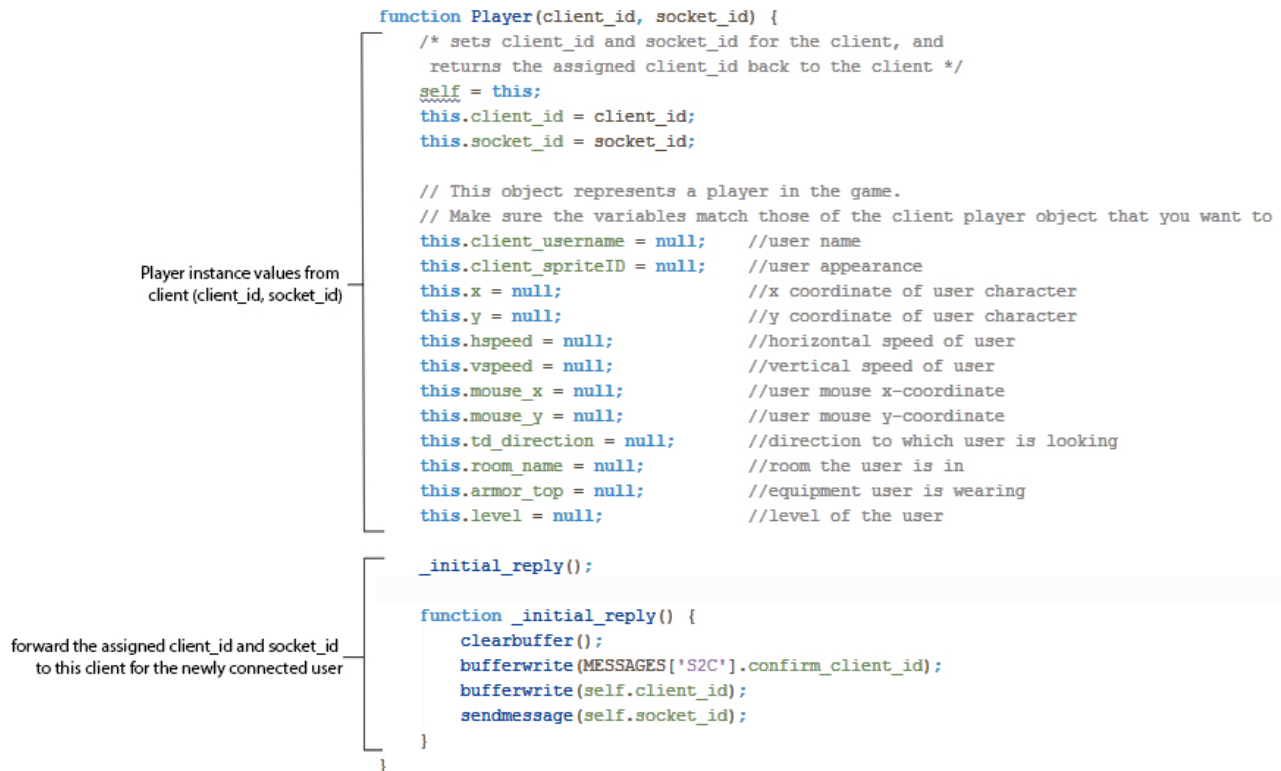 function Player(client_id, socket_id) {
/* sets client_id and socket_id for the client, and
returns the assigned client_id back to the client */
self = this;
this.client_id = client_id;
this.socket_id = socket_id;
// This object represents a player in the game.
// Make sure the variables match those of the client player object that you want to
this.client_username = null; //user name
this.client_spriteID = null; //user appearance
this.x = null; //x coordinate of user character
this.y = null; //y coordinate of user character
this.hspeed = null; //horizontal speed of user
this.vspeed = null; //vertical speed of user
this.mouse_x = null; //user mouse x-coordinate
this.mouse_y = null; //user mouse y-coordinate
this.td_direction = null; //direction to which user is looking
this.room_name = null; //room the user is in
this.armor_top = null; //equipment user is wearing
this.level = null; //level of the user
Player instance values from
client (client_id, socket_id)
_initial_reply();
function _initial_reply() {
clearbuffer();
bufferwrite(MESSAGES['S2C'].confirm_client_id);
bufferwrite(self.client_id);
sendmessage(self.socket_id);
}
}
forward the assigned client_id and socket_id
to this client for the newly connected user